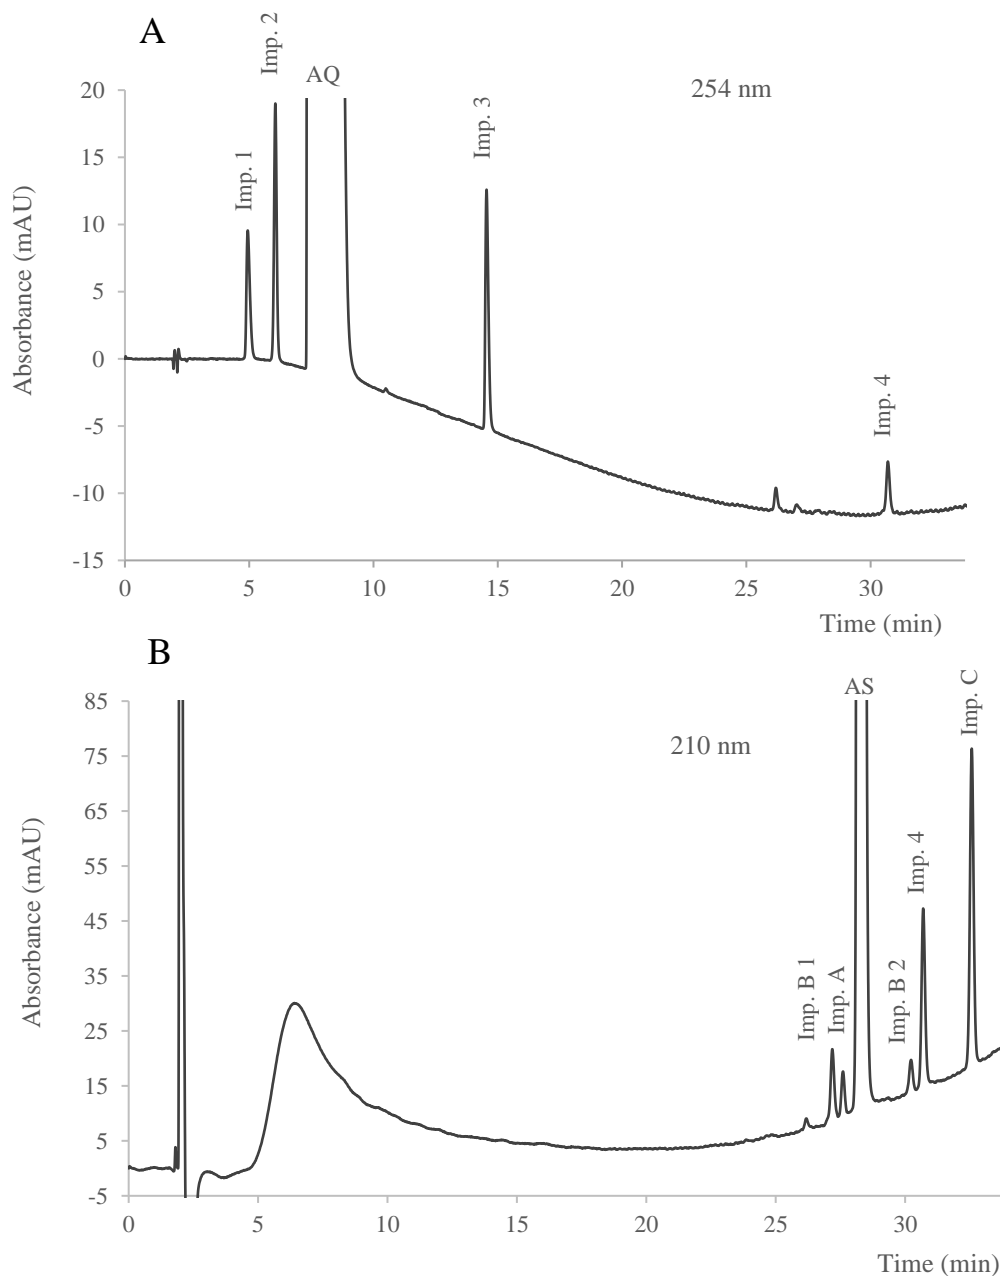 A
Imp. 2
AQ
254 nm
Imp. 3
Imp. 1
Imp. 4
Absorbance (mAU)
20
15
10
5
0
-5
-10
-15
0 5 10 15 20 25 30
Time (min)
B
AS
Imp. C
210 nm
Imp. 4
Imp. B 1
Imp. A
Imp. B 2
Absorbance (mAU)
85
75
65
55
45
35
25
15
5
-5
0 5 10 15 20 25 30
Time (min)